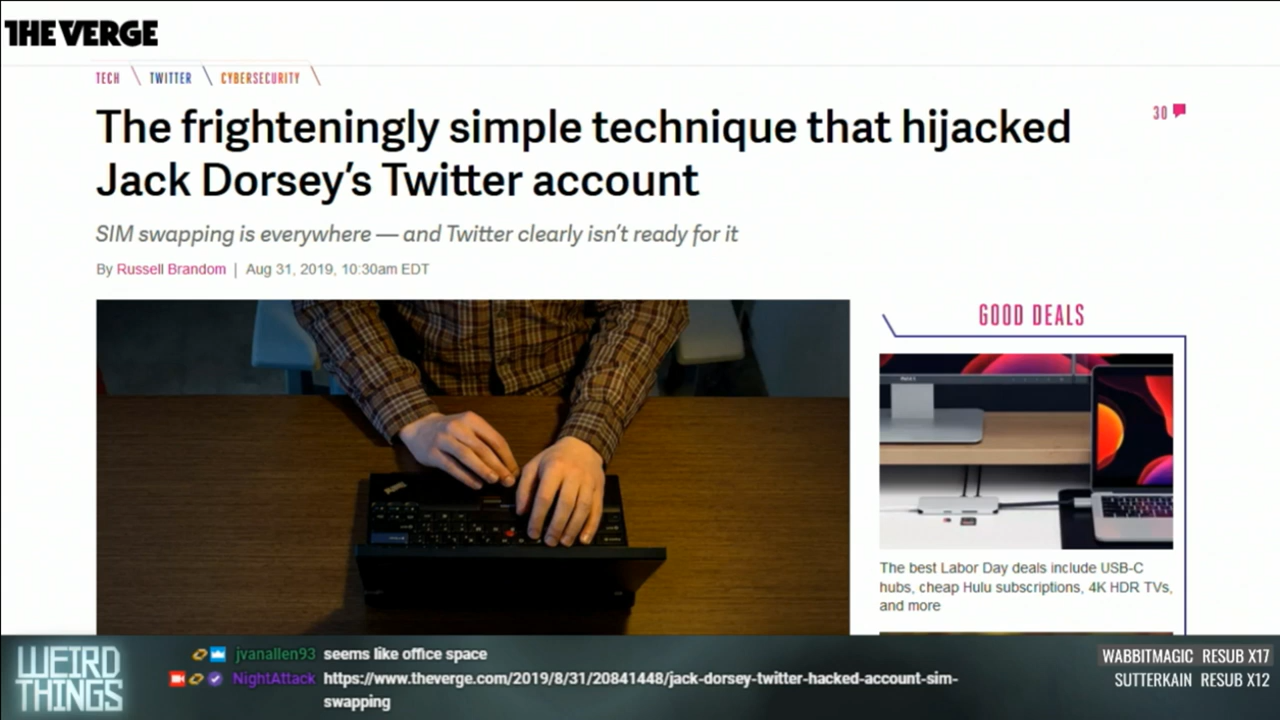 THE VERGE
TECH
TWITTER
CYBERSECURITY
The frighteningly simple technique that hijacked
Jack Dorsey's Twitter account
30
SIM swapping is everywhere — and Twitter clearly isn't ready for it
By Russell Brandom | Aug 31, 2019, 10:30am EDT
GOOD DEALS
The best Labor Day deals include USB-C
hubs, cheap Hulu subscriptions, 4K HDR TVs,
and more
WEIRD
THINGS
jvanallen93 seems like office space
NightAttack https://www.theverge.com/2019/8/31/20841448/jack-dorsey-twitter-hacked-account-sim-
swapping
WABBITMAGIC RESUB X17
SUTTERKAIN RESUB X12